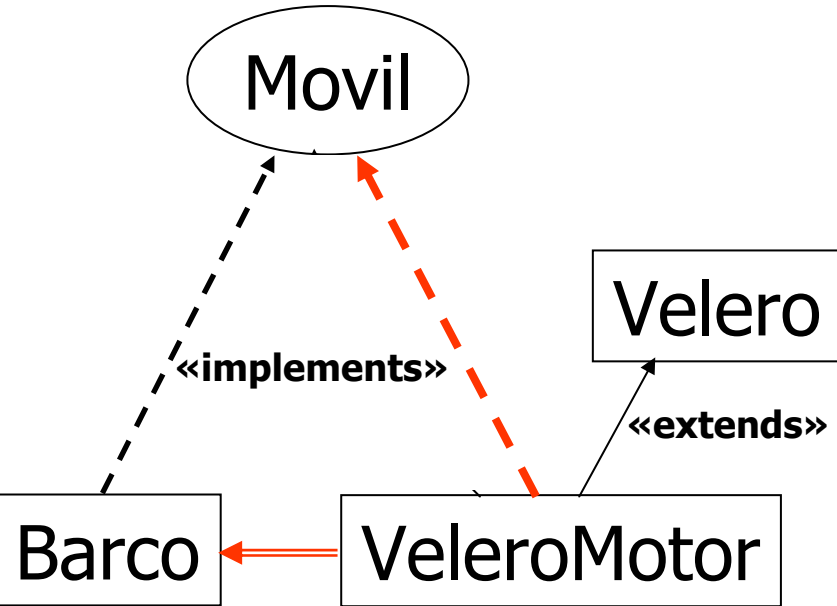 Movil
Velero
«implements»
«extends»
Barco
VeleroMotor